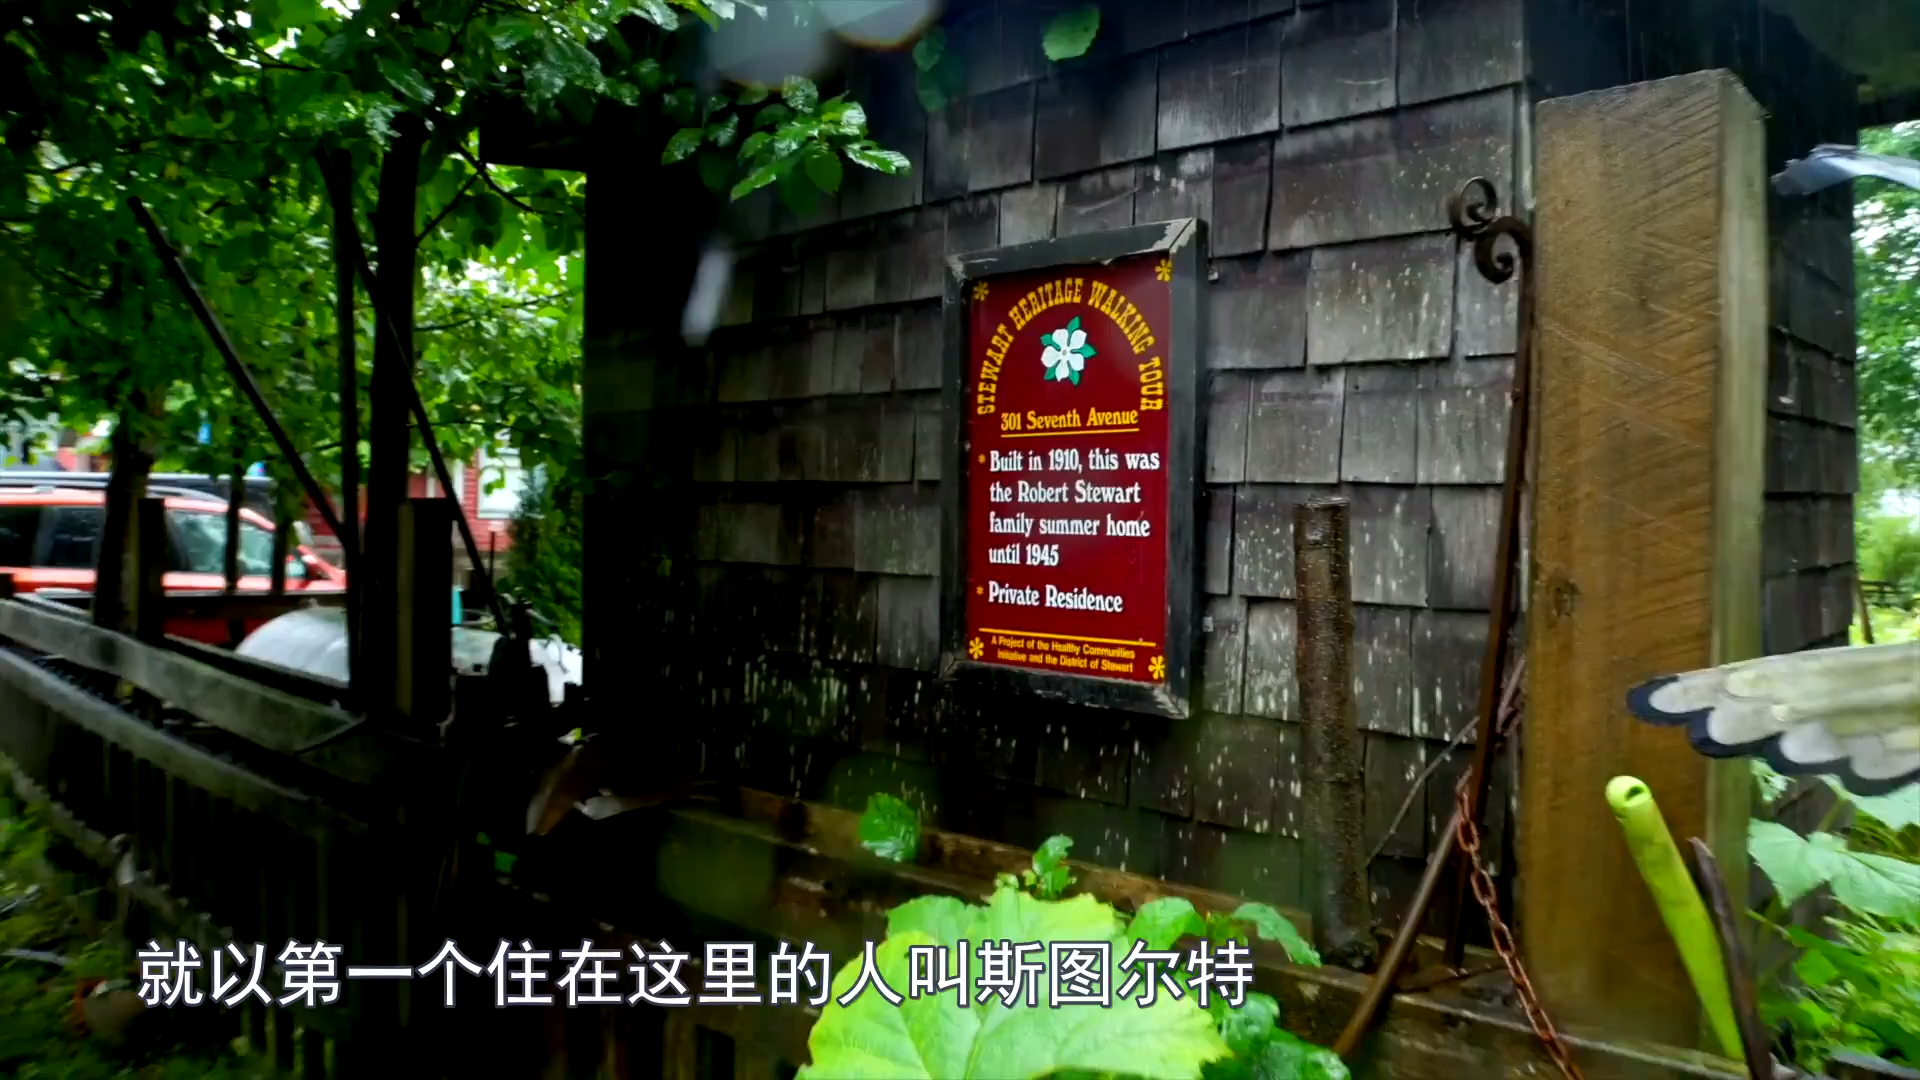 STEWART HERITAGE WALKING TOUR
301 Seventh Avenue
* Built in 1910, this was
the Robert Stewart
family summer home
until 1945
* Private Residence
A Project of the Healthy Communities
Initiative and the District of Stewart
就以第一个住在这里的人叫斯图尔特